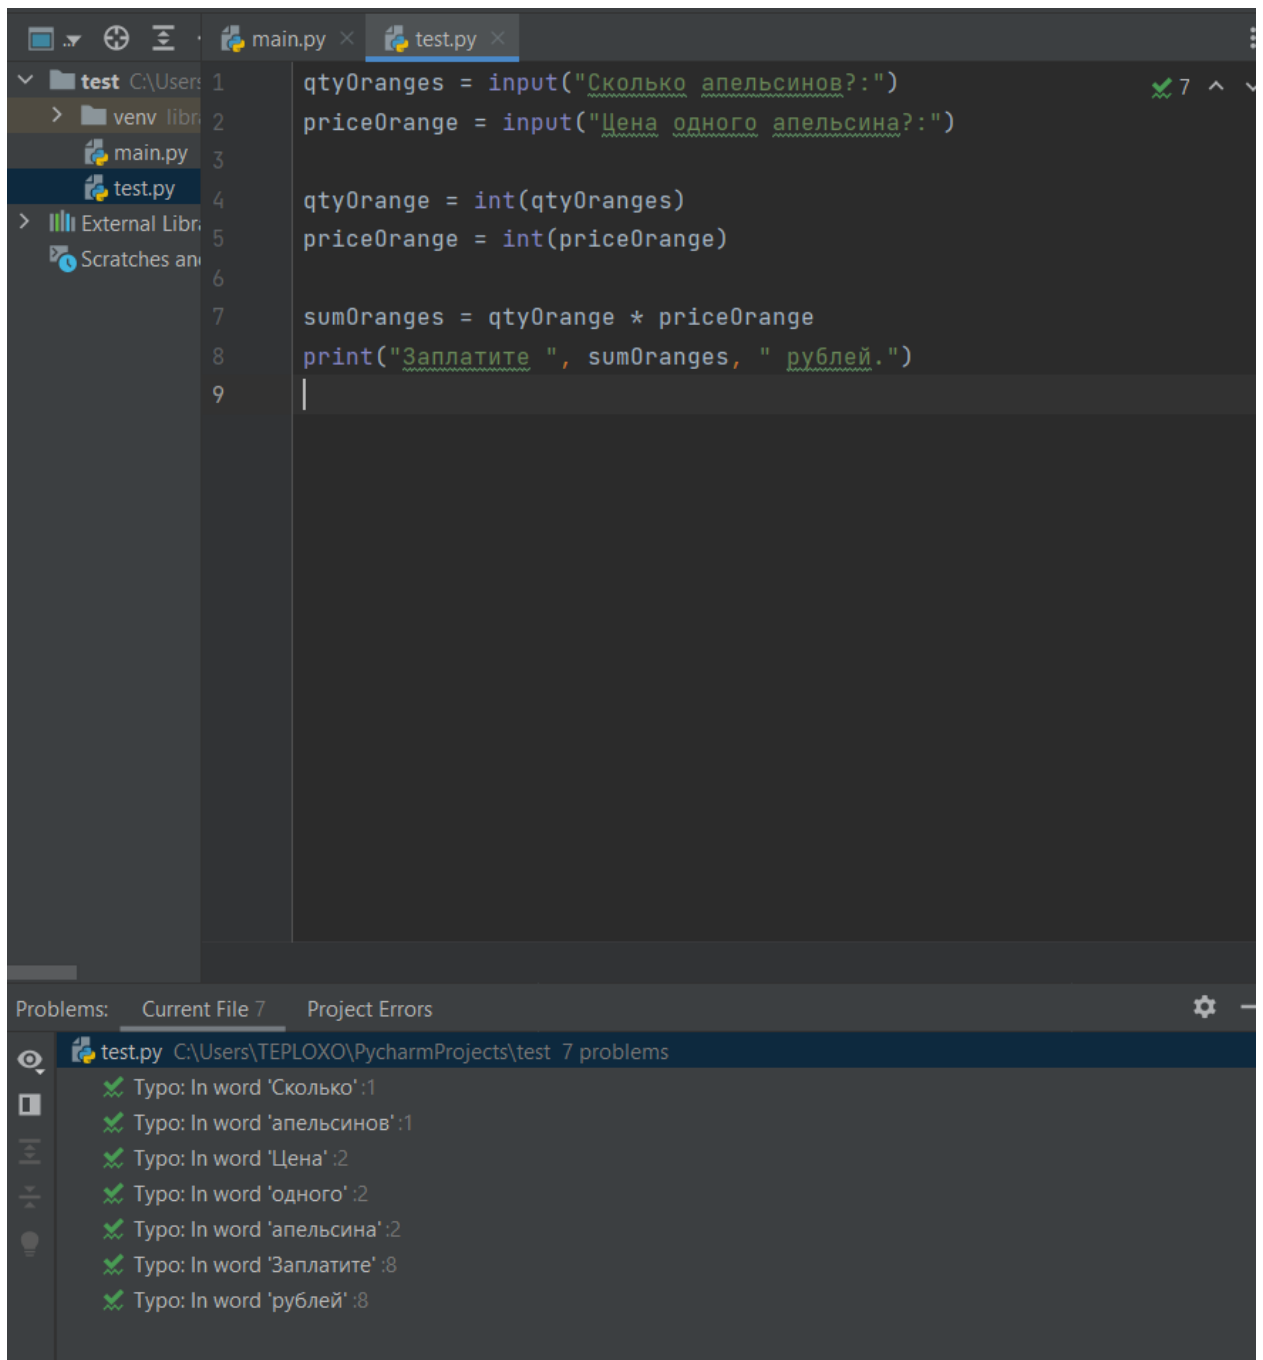 main.py test.py
test C:\Users
venv libr
main.py
test.py
External Libra
Scratches an
1 qtyOranges = input("Сколько апельсинов?:") 7
2 priceOrange = input("Цена одного апельсина?:")
3
4 qtyOrange = int(qtyOranges)
5 priceOrange = int(priceOrange)
6
7 sumOranges = qtyOrange * priceOrange
8 print("Заплатите ", sumOranges, " рублей.")
9
Problems: Current File 7 Project Errors
test.py C:\Users\TEPLOXO\PycharmProjects\test 7 problems
Typo: In word 'Сколько' :1
Typo: In word 'апельсинов' :1
Typo: In word 'Цена' :2
Typo: In word 'одного' :2
Typo: In word 'апельсина' :2
Typo: In word 'Заплатите' :8
Typo: In word 'рублей' :8